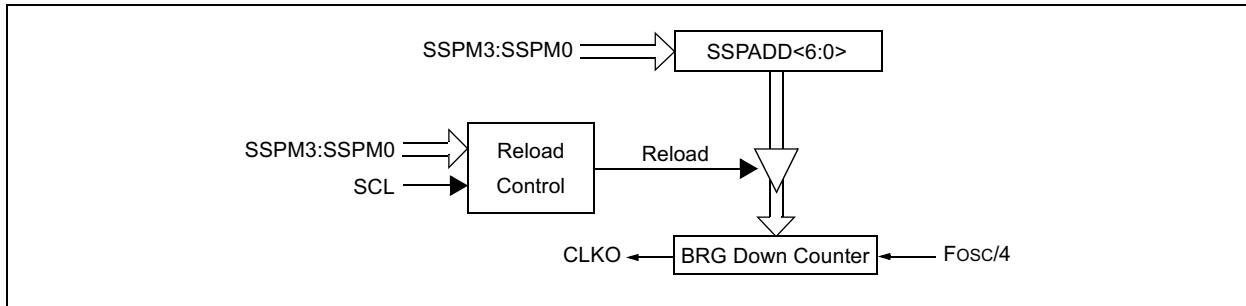 SSPM3:SSPM0
SSPADD<6:0>
SSPM3:SSPM0
SCL
Reload
Control
Reload
CLKO
BRG Down Counter
FOSC/4